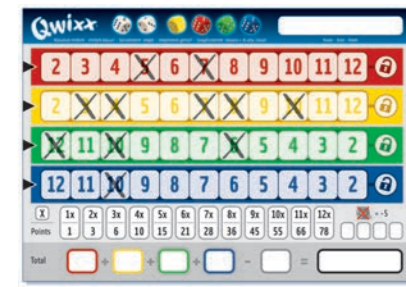 Qwixx
2 3 4 5 6 7 8 9 10 11 12
2 3 4 5 6 7 8 9 10 11 12
12 11 10 9 8 7 6 5 4 3 2
12 11 10 9 8 7 6 5 4 3 2
X 1x 2x 3x 4x 5x 6x 7x 8x 9x 10x 11x 12x = -5
Points 1 3 6 10 15 21 28 36 45 55 66 78
Total + + + - =